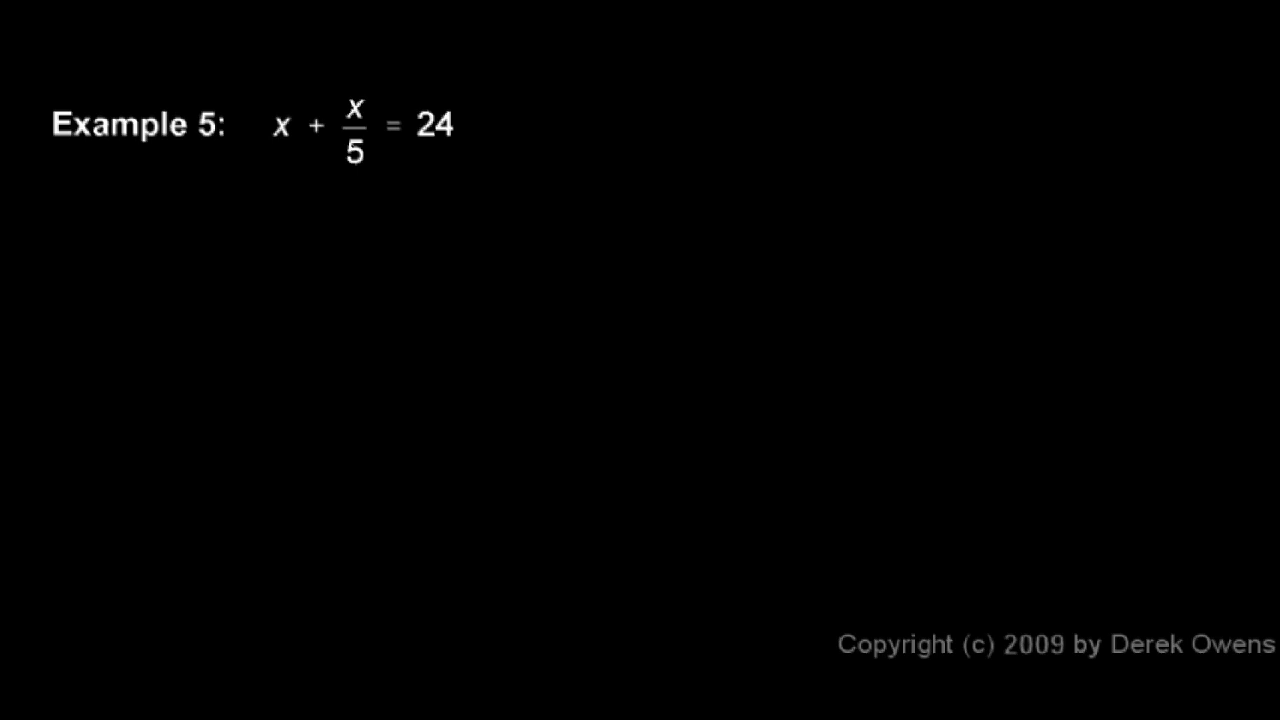 Example 5: x + x/5 = 24
Copyright (c) 2009 by Derek Owens